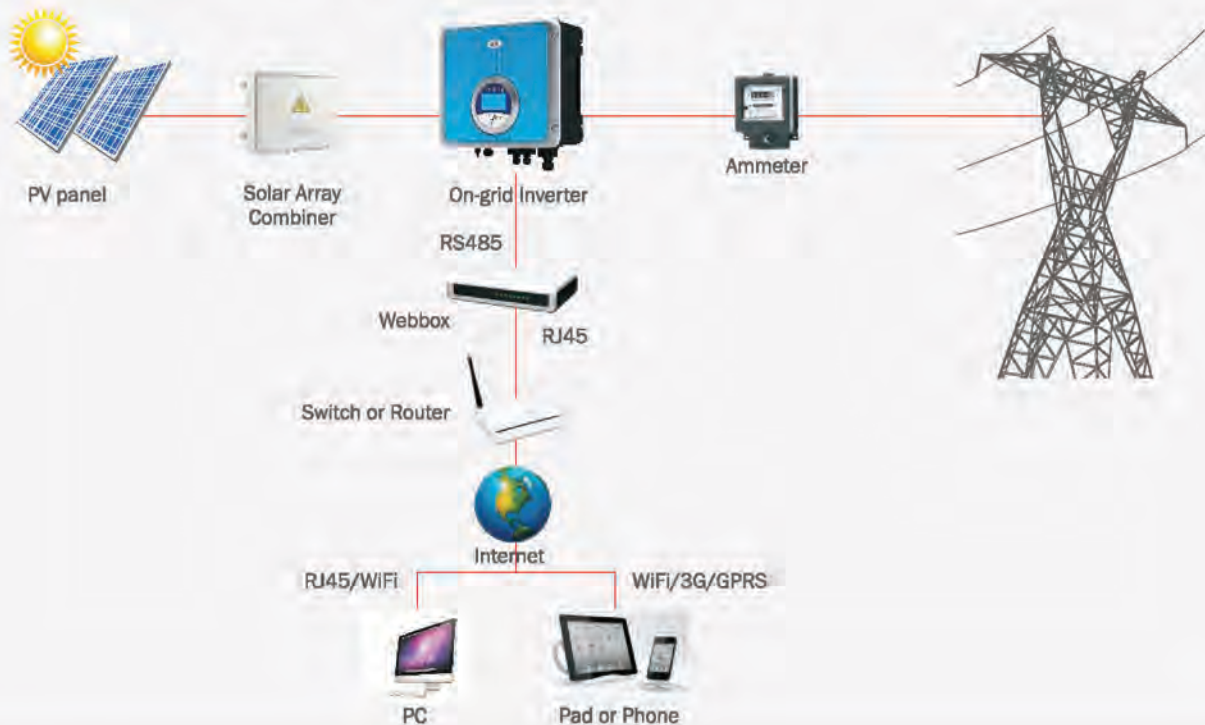 PV panel
Solar Array
Combiner
On-grid Inverter
Ammeter
RS485
Webbox
RJ45
Switch or Router
Internet
RJ45/WiFi
WiFi/3G/GPRS
PC
Pad or Phone